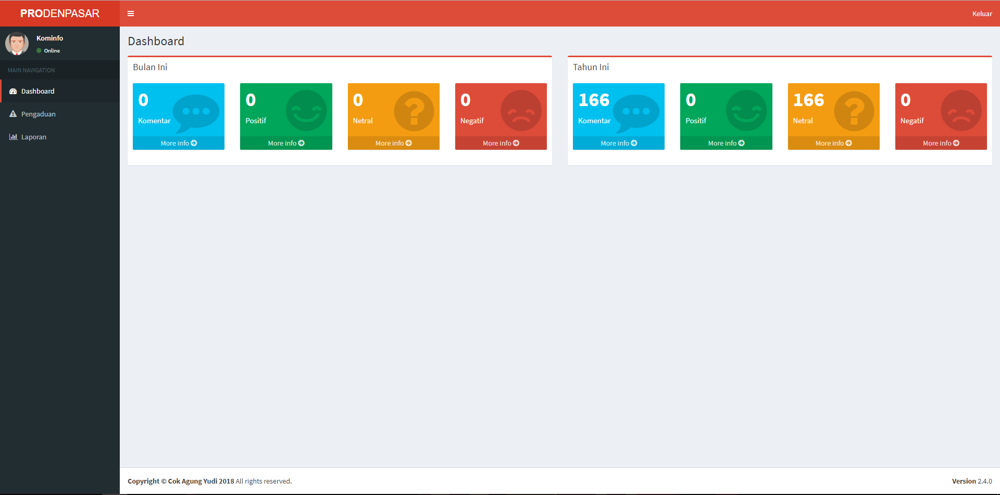 PRODENPASAR
Keluar
Kominfo
Online
MAIN NAVIGATION
Dashboard
Pengaduan
Laporan
Dashboard
Bulan Ini
0
Komentar
More info
0
Positif
More info
0
Netral
More info
0
Negatif
More info
Tahun Ini
166
Komentar
More info
0
Positif
More info
166
Netral
More info
0
Negatif
More info
Copyright © Cok Agung Yudi 2018 All rights reserved.
Version 2.4.0